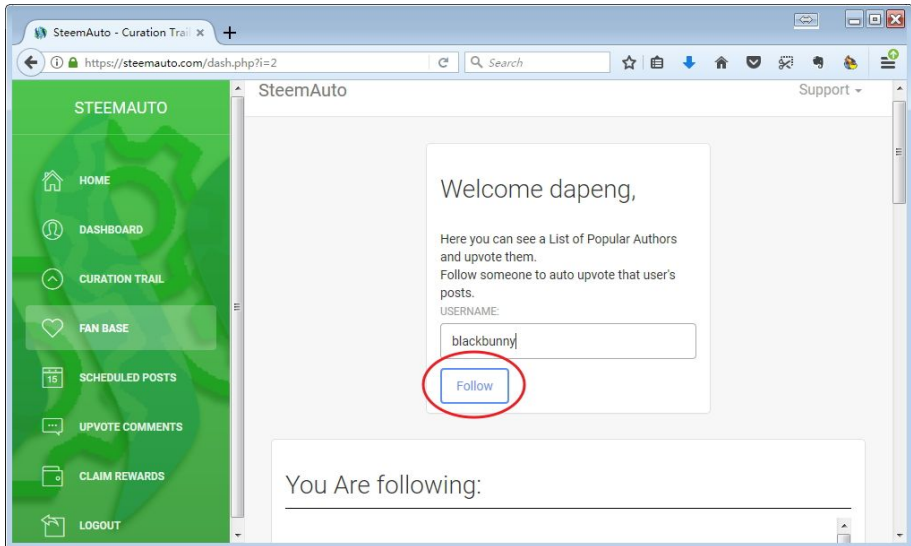 SteemAuto - Curation Trail
https://steemauto.com/dash.php?i=2
Search
STEEMAUTO
HOME
DASHBOARD
CURATION TRAIL
FAN BASE
15
SCHEDULED POSTS
UPVOTE COMMENTS
CLAIM REWARDS
LOGOUT
SteemAuto
Support
Welcome dapeng,
Here you can see a List of Popular Authors
and upvote them.
Follow someone to auto upvote that user's
posts.
USERNAME:
blackbunny
Follow
You Are following: